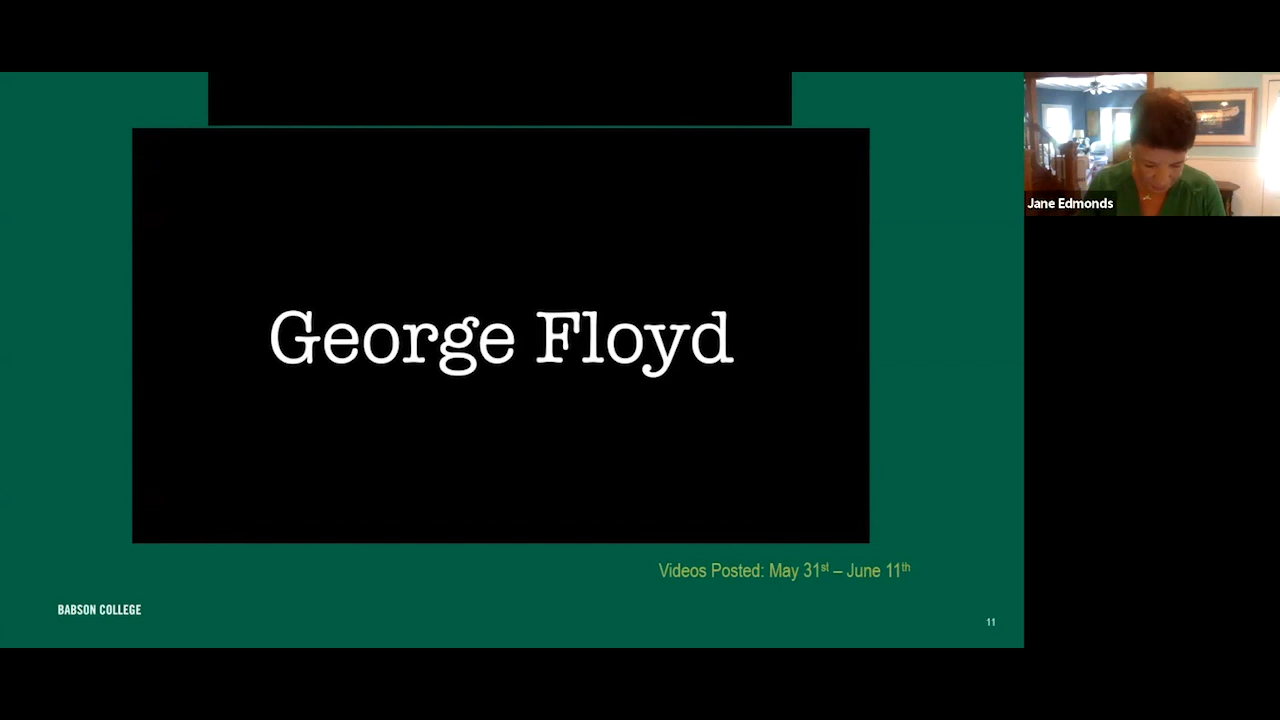 George Floyd
Jane Edmonds
Videos Posted: May 31st – June 11th
BABSON COLLEGE
11